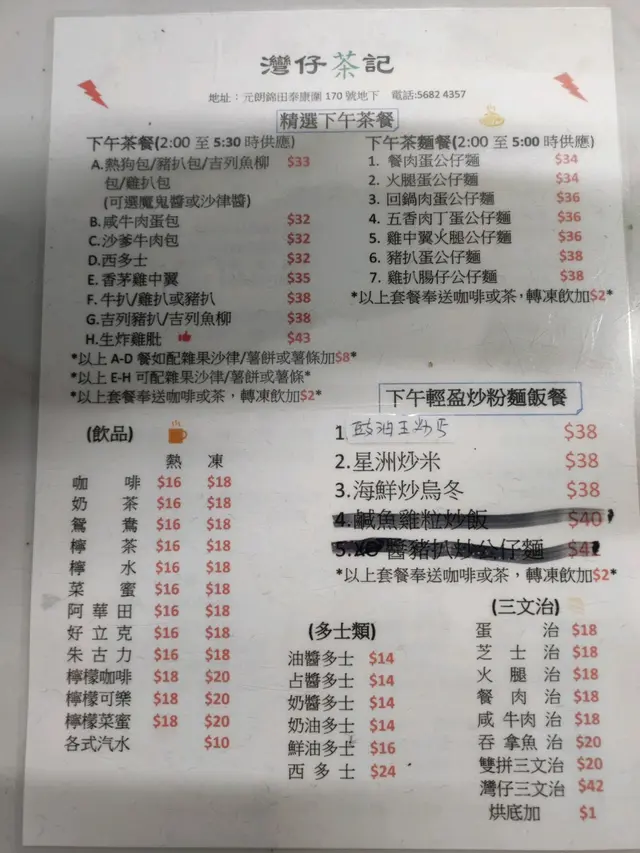 灣仔茶記
地址：元朗錦田泰康圍 170 號地下 電話:5682 4357
精選下午茶餐
下午茶餐(2:00 至 5:30 時供應)
A.熱狗包/豬扒包/吉列魚柳 $33
包/雞扒包
(可選魔鬼醬或沙律醬)
B.咸牛肉蛋包 $32
C.沙爹牛肉包 $32
D.西多士 $32
E.香茅雞中翼 $35
F.牛扒/雞扒或豬扒 $38
G.吉列豬扒/吉列魚柳 $38
H.生炸雞髀 $43
*以上 A-D 餐如配雜果沙律/薯餅或薯條加$8*
*以上 E-H 可配雜果沙律/薯餅或薯條*
*以上套餐奉送咖啡或茶，轉凍飲加$2*
下午茶麵餐(2:00 至 5:00 時供應)
1. 餐肉蛋公仔麵 $34
2. 火腿蛋公仔麵 $34
3. 回鍋肉蛋公仔麵 $36
4. 五香肉丁蛋公仔麵 $36
5. 雞中翼火腿公仔麵 $36
6. 豬扒蛋公仔麵 $38
7. 雞扒腸仔公仔麵 $38
*以上套餐奉送咖啡或茶，轉凍飲加$2*
下午輕盈炒粉麵飯餐
1. 豉油王炒丐 $38
2.星洲炒米 $38
3.海鮮炒烏冬 $38
4.鹹魚雞粒炒飯 $40
5.XO 醬豬扒炒公仔麵 $42
*以上套餐奉送咖啡或茶，轉凍飲加$2*
(飲品)
熱 凍
咖啡 $16 $18
奶茶 $16 $18
鴛鴦 $16 $18
檸茶 $16 $18
檸水 $16 $18
菜蜜 $16 $18
阿華田 $16 $18
好立克 $16 $18
朱古力 $16 $18
檸檬咖啡 $18 $20
檸檬可樂 $18 $20
檸檬菜蜜 $18 $20
各式汽水 $10
(多士類)
油醬多士 $14
占醬多士 $14
奶醬多士 $14
奶油多士 $14
鮮油多士 $16
西多士 $24
(三文治)
蛋治 $18
芝士治 $18
火腿治 $18
餐肉治 $18
咸牛肉治 $18
吞拿魚治 $20
雙拼三文治 $20
灣仔三文治 $42
烘底加 $1